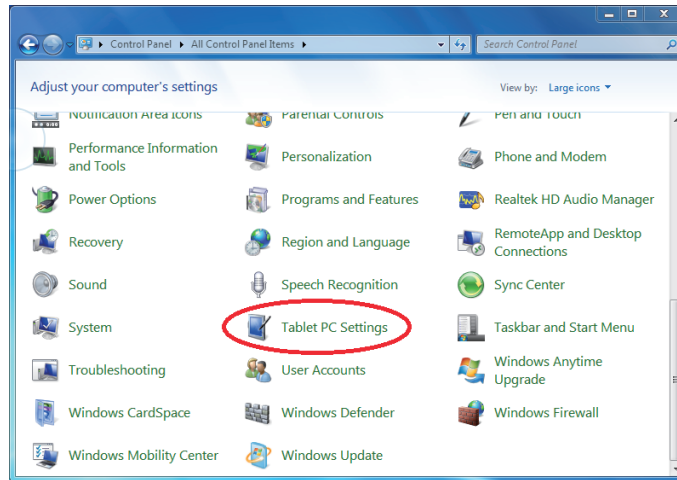 Control Panel All Control Panel Items Search Control Panel
Adjust your computer's settings View by: Large icons
Notification Area Icons Parental Controls Pen and Touch
Performance Information
and Tools
Personalization Phone and Modem
Power Options Programs and Features Realtek HD Audio Manager
Recovery Region and Language
RemoteApp and Desktop
Connections
Sound Speech Recognition Sync Center
System Tablet PC Settings Taskbar and Start Menu
Troubleshooting User Accounts
Windows Anytime
Upgrade
Windows CardSpace Windows Defender Windows Firewall
Windows Mobility Center Windows Update